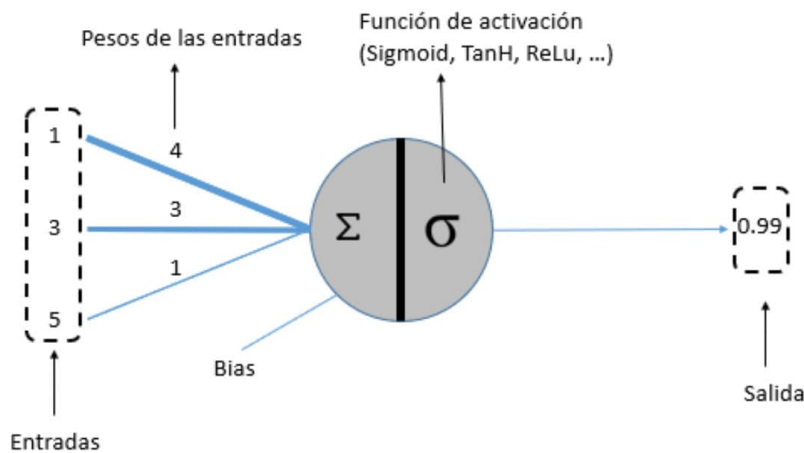 Pesos de las entradas
Función de activación
(Sigmoid, TanH, ReLu, ...)
1
4
3
3
1
5
Σ
σ
0.99
Bias
Salida
Entradas